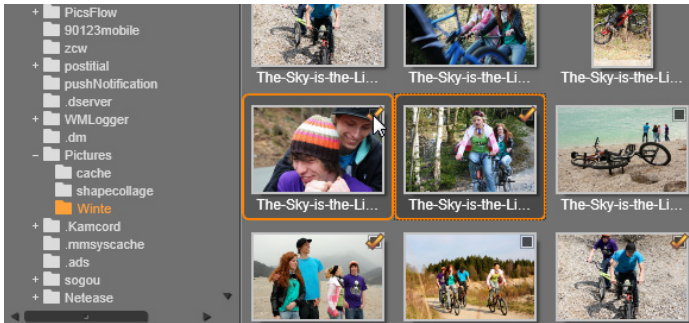 PicsFlow
90123mobile
zcw
postitial
pushNotification
.dserver
WMLogger
.dm
Pictures
cache
shapecollage
Winte
.Kamcord
.mmsyscache
.ads
sogou
Netease
The-Sky-is-the-Li... The-Sky-is-the-Li... The-Sky-is-the-Li...
The-Sky-is-the-Li... The-Sky-is-the-Li... The-Sky-is-the-Li...